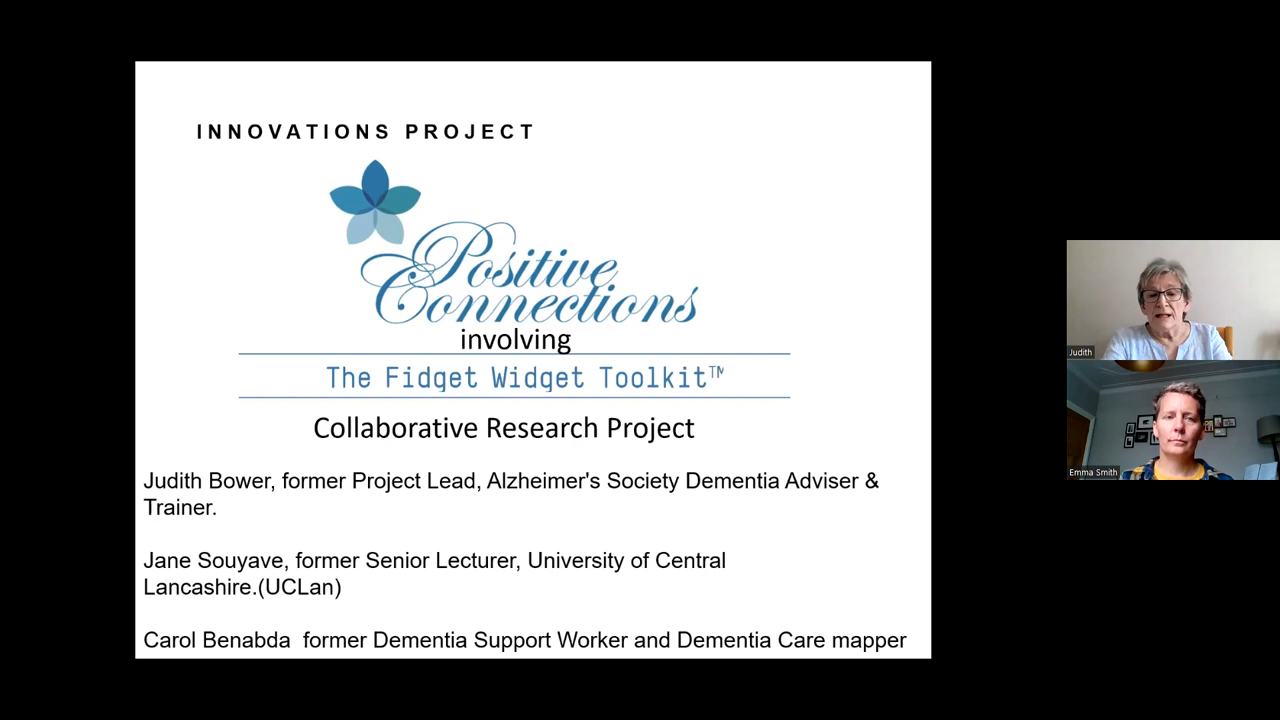 INNOVATIONS PROJECT
Positive
Connections
involving
The Fidget Widget Toolkit™
Collaborative Research Project
Judith Bower, former Project Lead, Alzheimer's Society Dementia Adviser &
Trainer.
Jane Souyave, former Senior Lecturer, University of Central
Lancashire.(UCLan)
Carol Benabda  former Dementia Support Worker and Dementia Care mapper
Judith
Emma Smith